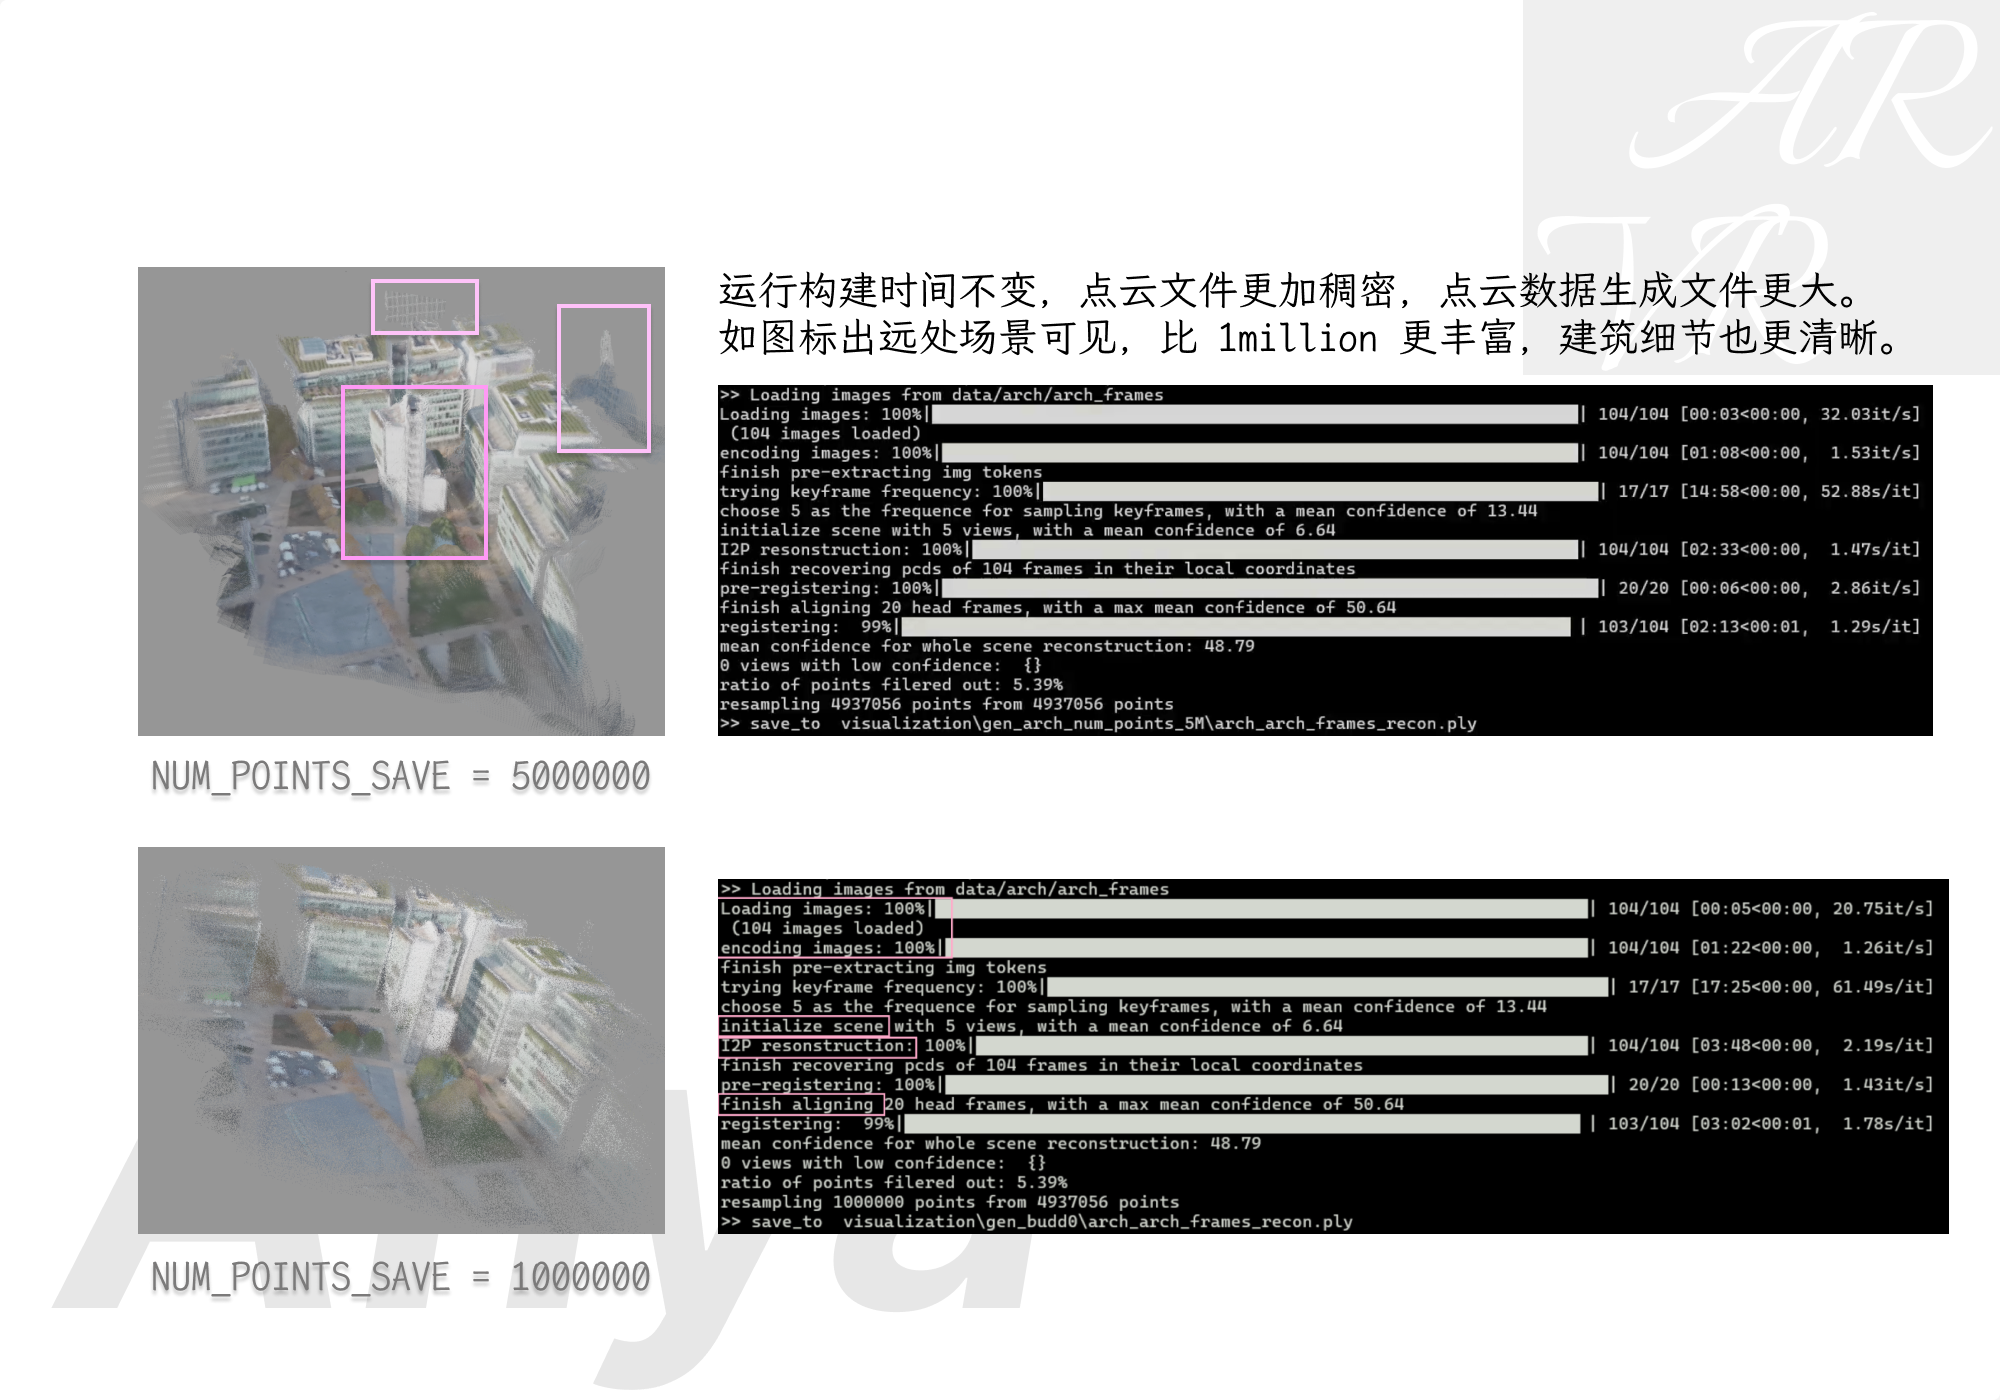 AR
VR
运行构建时间不变，点云文件更加稠密，点云数据生成文件更大。
如图标出远处场景可见，比 1million 更丰富，建筑细节也更清晰。
>> Loading images from data/arch/arch_frames
Loading images: 100%| | 104/104 [00:03<00:00, 32.03it/s]
(104 images loaded)
encoding images: 100%| | 104/104 [01:08<00:00, 1.53it/s]
finish pre-extracting img tokens
trying keyframe frequency: 100%| | 17/17 [14:58<00:00, 52.88s/it]
choose 5 as the frequence for sampling keyframes, with a mean confidence of 13.44
initialize scene with 5 views, with a mean confidence of 6.64
I2P resonstruction: 100%| | 104/104 [02:33<00:00, 1.47s/it]
finish recovering pcds of 104 frames in their local coordinates
pre-registering: 100%| | 20/20 [00:06<00:00, 2.86it/s]
finish aligning 20 head frames, with a max mean confidence of 50.64
registering: 99%| | 103/104 [02:13<00:01, 1.29s/it]
mean confidence for whole scene reconstruction: 48.79
0 views with low confidence: {}
ratio of points filered out: 5.39%
resampling 4937056 points from 4937056 points
>> save_to visualization\gen_arch_num_points_5M\arch_arch_frames_recon.ply
NUM_POINTS_SAVE = 5000000
>> Loading images from data/arch/arch_frames
Loading images: 100%| | 104/104 [00:05<00:00, 20.75it/s]
(104 images loaded)
encoding images: 100%| | 104/104 [01:22<00:00, 1.26it/s]
finish pre-extracting img tokens
trying keyframe frequency: 100%| | 17/17 [17:25<00:00, 61.49s/it]
choose 5 as the frequence for sampling keyframes, with a mean confidence of 13.44
initialize scene with 5 views, with a mean confidence of 6.64
I2P resonstruction: 100%| | 104/104 [03:48<00:00, 2.19s/it]
finish recovering pcds of 104 frames in their local coordinates
pre-registering: 100%| | 20/20 [00:13<00:00, 1.43it/s]
finish aligning 20 head frames, with a max mean confidence of 50.64
registering: 99%| | 103/104 [03:02<00:01, 1.78s/it]
mean confidence for whole scene reconstruction: 48.79
0 views with low confidence: {}
ratio of points filered out: 5.39%
resampling 1000000 points from 4937056 points
>> save_to visualization\gen_budd0\arch_arch_frames_recon.ply
NUM_POINTS_SAVE = 1000000